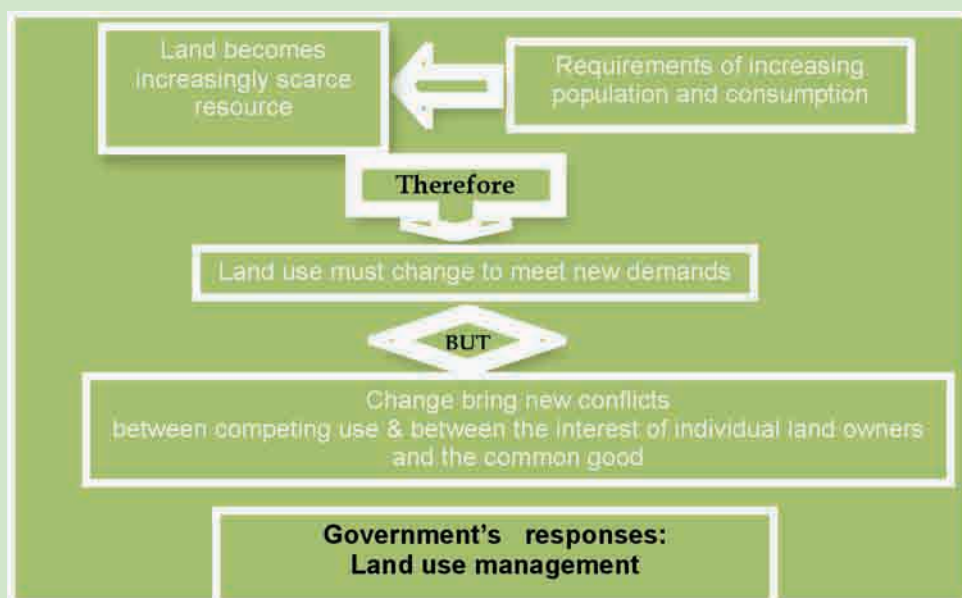 Land becomes
increasingly scarce
resource
Requirements of increasing
population and consumption
Therefore
Land use must change to meet new demands
BUT
Change bring new conflicts
between competing use & between the interest of individual land owners
and the common good
Government's responses:
Land use management